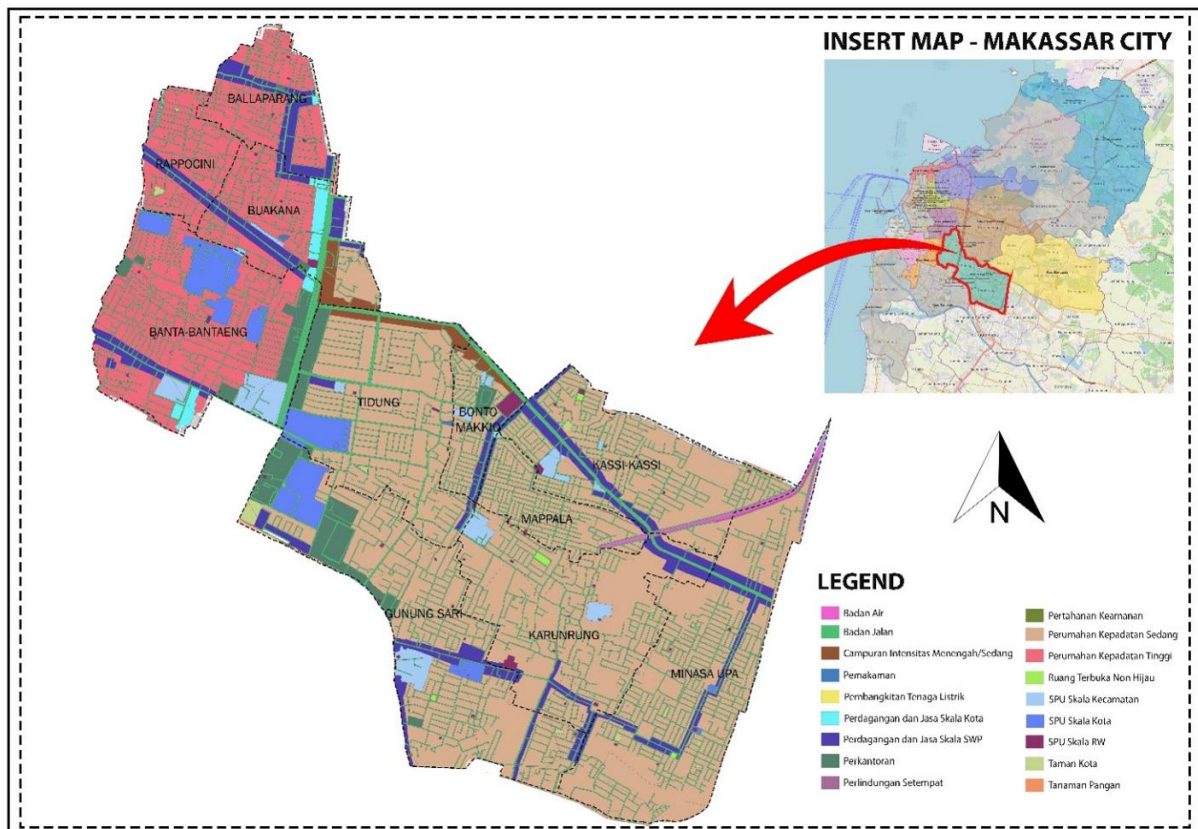 INSERT MAP - MAKASSAR CITY
BALLAPARANG
RAPPOCINI
BUAKANA
BANTA-BANTAENG
TIDUNG
BONTO
MAKKIO
KASSI-KASSI
MAPPALA
GUNUNG SARI
KARUNRUNG
MINASA UPA
N
LEGEND
Badan Air
Badan Jalan
Campuran Intensitas Menengah/Sedang
Pemakaman
Pembangkitan Tenaga Listrik
Perdagangan dan Jasa Skala Kota
Perdagangan dan Jasa Skala SWP
Perkantoran
Perlindungan Setempat
Pertahanan Keamanan
Perumahan Kepadatan Sedang
Perumahan Kepadatan Tinggi
Ruang Terbuka Non Hijau
SPU Skala Kecamatan
SPU Skala Kota
SPU Skala RW
Taman Kota
Tanaman Pangan